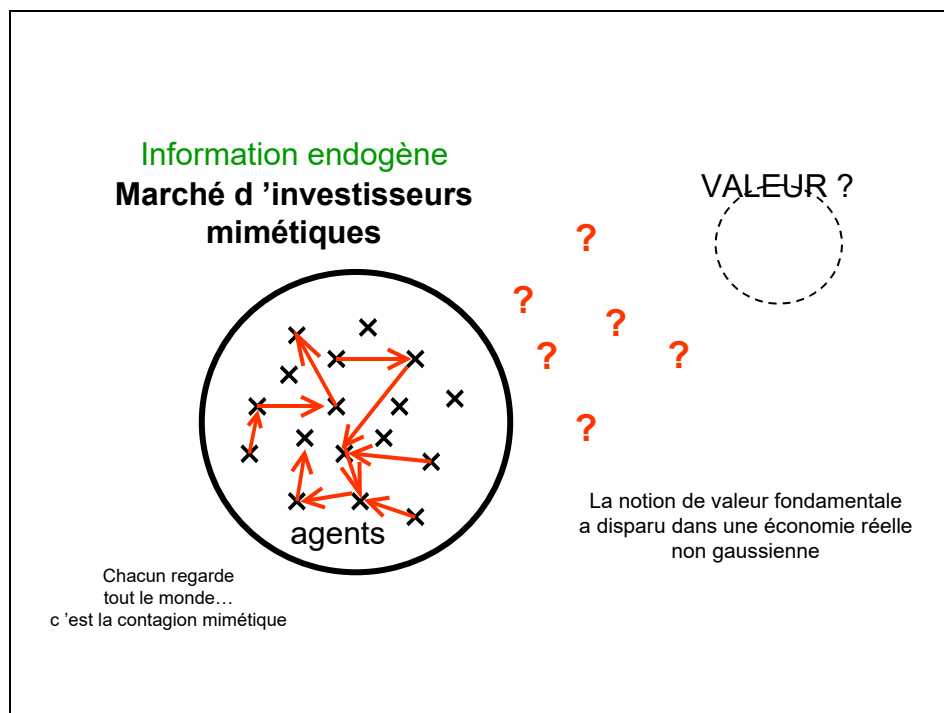 Information endogène
Marché d ’investisseurs
mimétiques
VALEUR ?
?
?
?
?
?
?
agents
La notion de valeur fondamentale
a disparu dans une économie réelle
non gaussienne
Chacun regarde
tout le monde…
c ’est la contagion mimétique